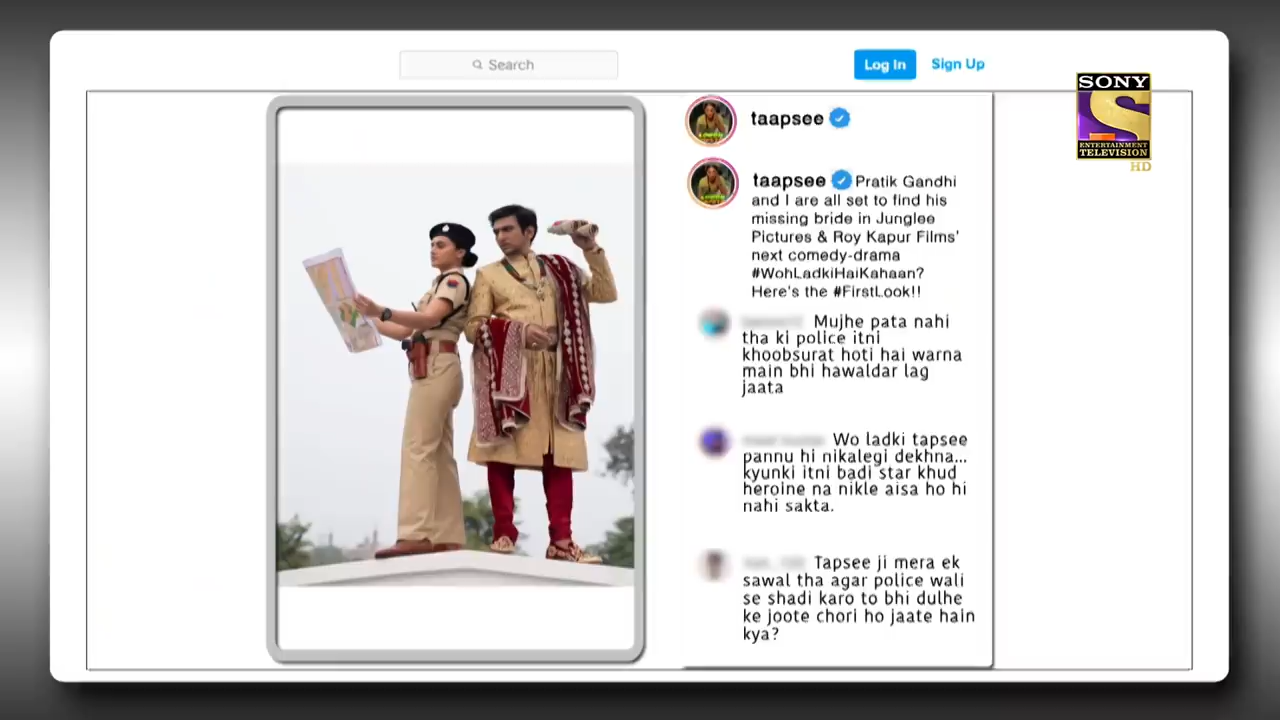 Search
Log In
Sign Up
SONY
ENTERTAINMENT
TELEVISION
HD
taapsee
taapsee Pratik Gandhi
and I are all set to find his
missing bride in Junglee
Pictures & Roy Kapur Films'
next comedy-drama
#WohLadkiHaiKahaan?
Here's the #FirstLook!!
Mujhe pata nahi
tha ki police itni
khoobsurat hoti hai warna
main bhi hawaldar lag
jaata
Wo ladki tapsee
pannu hi nikalegi dekhna...
kyunki itni badi star khud
heroine na nikle aisa ho hi
nahi sakta.
Tapsee ji mera ek
sawal tha agar police wali
se shadi karo to bhi dulhe
ke joote chori ho jaate hain
kya?